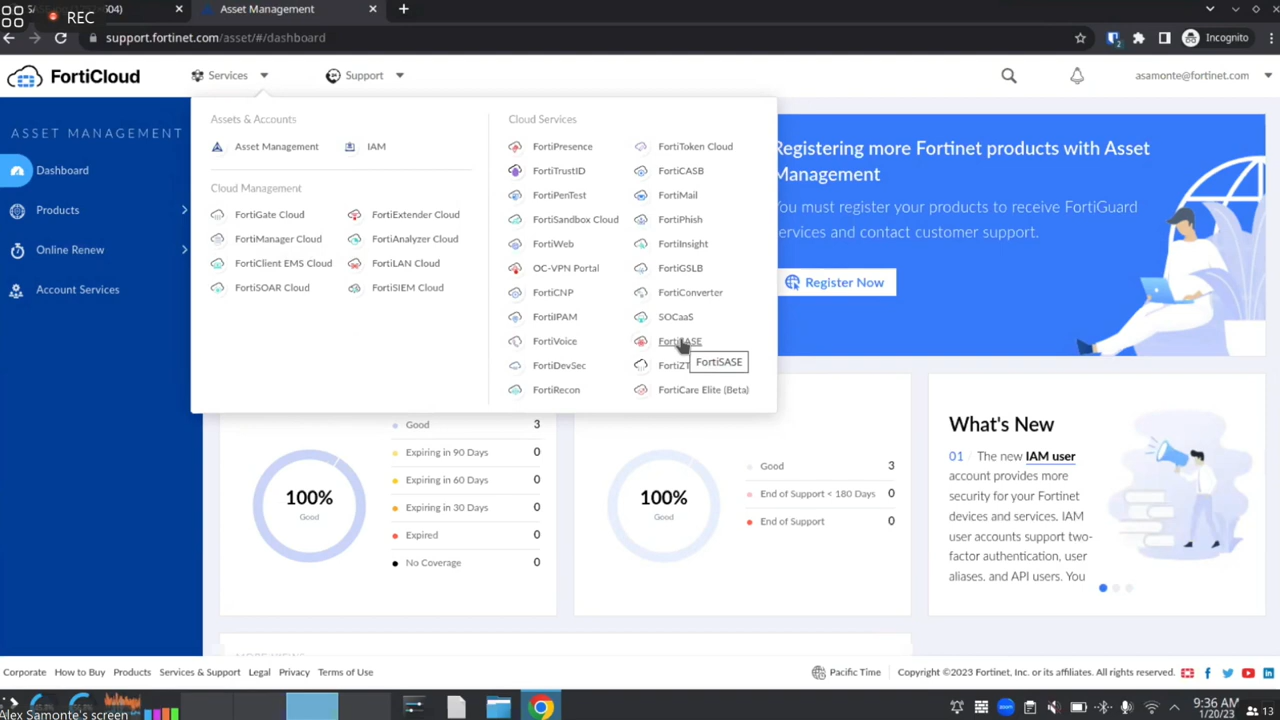 REC
604)
Asset Management
support.fortinet.com/asset/#/dashboard
Incognito
FortiCloud
Services
Support
asamonte@fortinet.com
ASSET MANAGEMENT
Dashboard
Products
Online Renew
Account Services
Assets & Accounts
Asset Management
IAM
Cloud Management
FortiGate Cloud
FortiExtender Cloud
FortiManager Cloud
FortiAnalyzer Cloud
FortiClient EMS Cloud
FortiLAN Cloud
FortiSOAR Cloud
FortiSIEM Cloud
Cloud Services
FortiPresence
FortiToken Cloud
FortiTrustID
FortiCASB
FortiPenTest
FortiMail
FortiSandbox Cloud
FortiPhish
FortiWeb
FortiInsight
OC-VPN Portal
FortiGSLB
FortiCNP
FortiConverter
FortiIPAM
SOCaaS
FortiVoice
FortiSASE
FortiSASE
FortiDevSec
FortiZT
FortiRecon
FortiCare Elite (Beta)
Registering more Fortinet products with Asset
Management
You must register your products to receive FortiGuard
services and contact customer support.
Register Now
Good 3
Expiring in 90 Days 0
Expiring in 60 Days 0
Expiring in 30 Days 0
Expired 0
No Coverage 0
100%
Good
Good 3
End of Support < 180 Days 0
End of Support 0
100%
Good
What's New
01 / The new IAM user
account provides more
security for your Fortinet
devices and services. IAM
user accounts support two-
factor authentication, user
aliases, and API users. You
Corporate How to Buy Products Services & Support Legal Privacy Terms of Use
Pacific Time
Copyright ©2023 Fortinet, Inc. or its affiliates. All rights reserved.
Alex Samonte's screen
9:36 AM
1/20/23
13